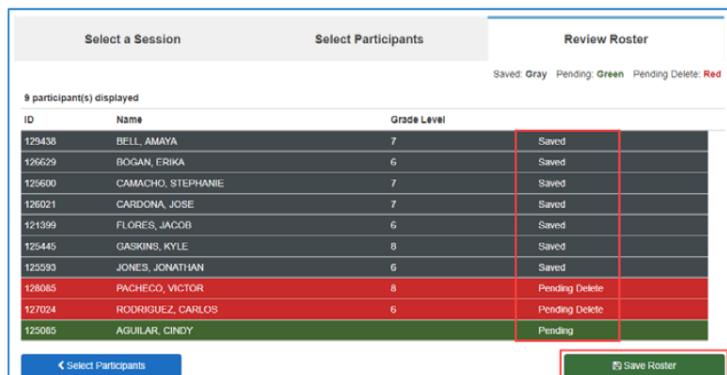 Select a Session Select Participants Review Roster
Saved: Gray Pending: Green Pending Delete: Red
9 participant(s) displayed
ID Name Grade Level
129438 BELL, AMAYA 7 Saved
126629 BOGAN, ERIKA 6 Saved
125600 CAMACHO, STEPHANIE 7 Saved
126021 CARDONA, JOSE 7 Saved
121399 FLORES, JACOB 6 Saved
125445 GASKINS, KYLE 8 Saved
125593 JONES, JONATHAN 6 Saved
128085 PACHECO, VICTOR 8 Pending Delete
127024 RODRIGUEZ, CARLOS 6 Pending Delete
125085 AGUILAR, CINDY Pending
Select Participants Save Roster